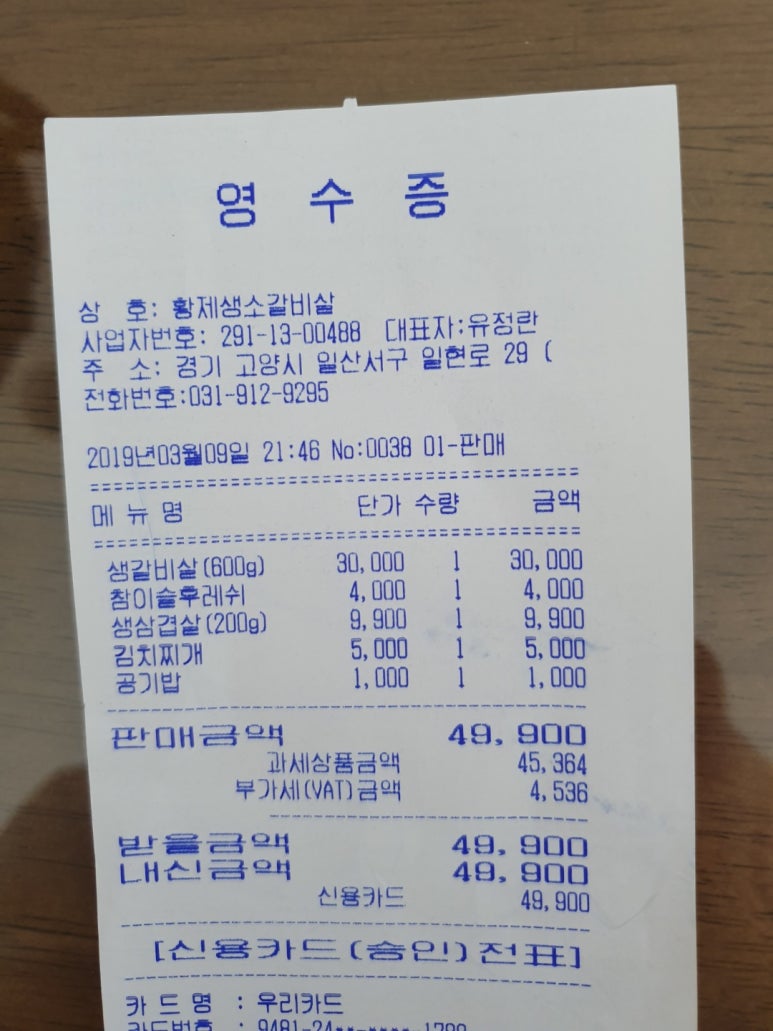 영 수 증
상 호: 황제생소갈비살
사업자번호: 291-13-00488 대표자:유정란
주 소: 경기 고양시 일산서구 일현로 29 (
전화번호:031-912-9295
2019년03월09일 21:46 No:0038 01-판매
메 뉴 명 단가 수량 금액
생갈비살(600g) 30,000 1 30,000
참이슬후레쉬 4,000 1 4,000
생삼겹살(200g) 9,900 1 9,900
김치찌개 5,000 1 5,000
공기밥 1,000 1 1,000
판매금액 49,900
과세상품금액 45,364
부가세(VAT)금액 4,536
받을금액 49,900
내신금액 49,900
신용카드 49,900
[신용카드(승인)전표]
카 드 명 : 우리카드
카드번호 : 9481-24**-****-1700